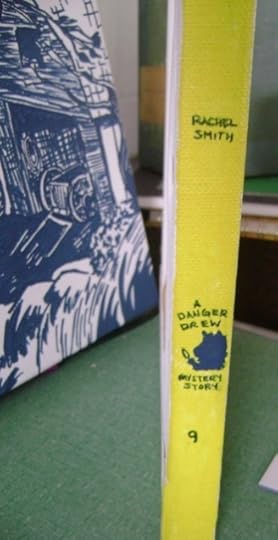 RACHEL
SMITH
A
DANGER
DREW
MYSTERY
STORY
9